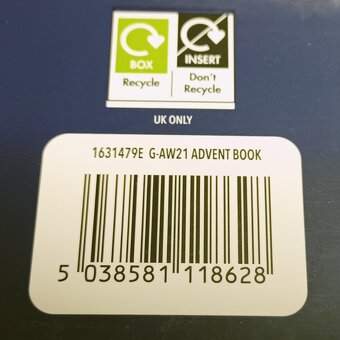 BOX INSERT
Recycle Don't
Recycle
UK ONLY
1631479E G-AW21 ADVENT BOOK
5 038581 118628